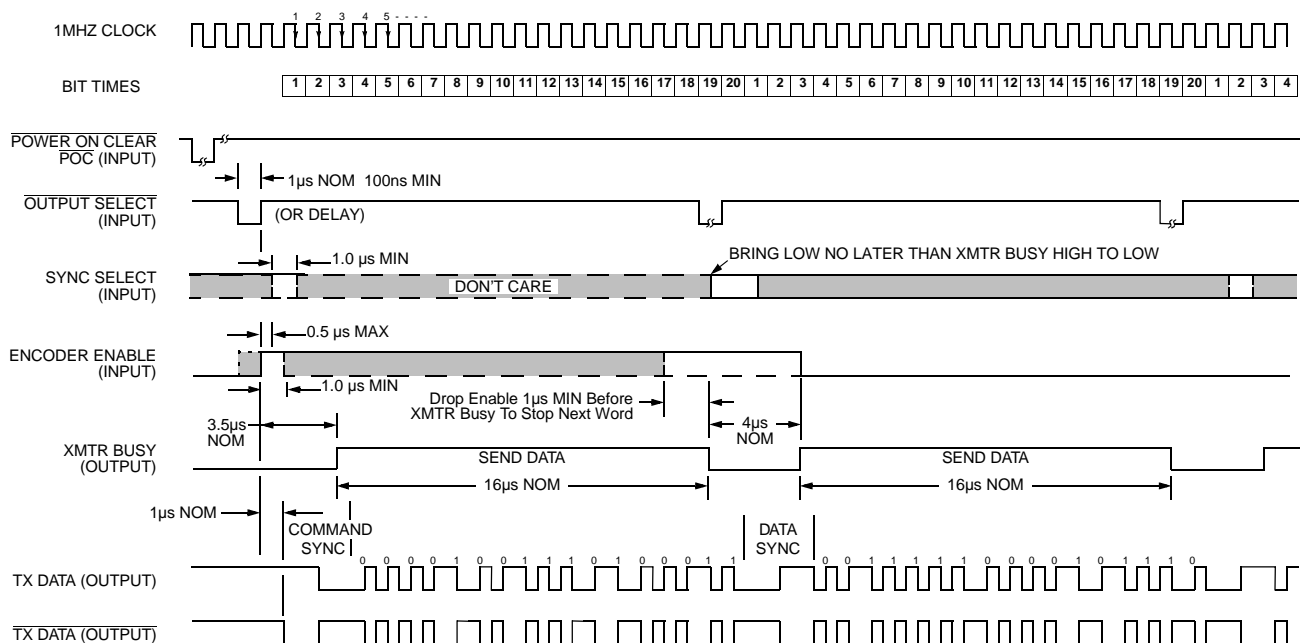 1 2 3 4 5 - - - -
1MHZ CLOCK
BIT TIMES
1 2 3 4 5 6 7 8 9 10 11 12 13 14 15 16 17 18 19 20 1 2 3 4 5 6 7 8 9 10 11 12 13 14 15 16 17 18 19 20 1 2 3 4
POWER ON CLEAR
POC (INPUT)
1µs NOM 100ns MIN
OUTPUT SELECT
(INPUT)
(OR DELAY)
1.0 µs MIN
BRING LOW NO LATER THAN XMTR BUSY HIGH TO LOW
SYNC SELECT
(INPUT)
DON'T CARE
0.5 µs MAX
ENCODER ENABLE
(INPUT)
1.0 µs MIN
Drop Enable 1µs MIN Before
XMTR Busy To Stop Next Word
3.5µs
NOM
4µs
NOM
XMTR BUSY
(OUTPUT)
SEND DATA
SEND DATA
16µs NOM
16µs NOM
1µs NOM
COMMAND
SYNC
DATA
SYNC
0 0 0 0 1 0 0 1 1 1 0 1 0 0 0 1 1
0 0 1 1 1 1 1 0 0 0 0 1 0 1 1 1 0
TX DATA (OUTPUT)
TX DATA (OUTPUT)